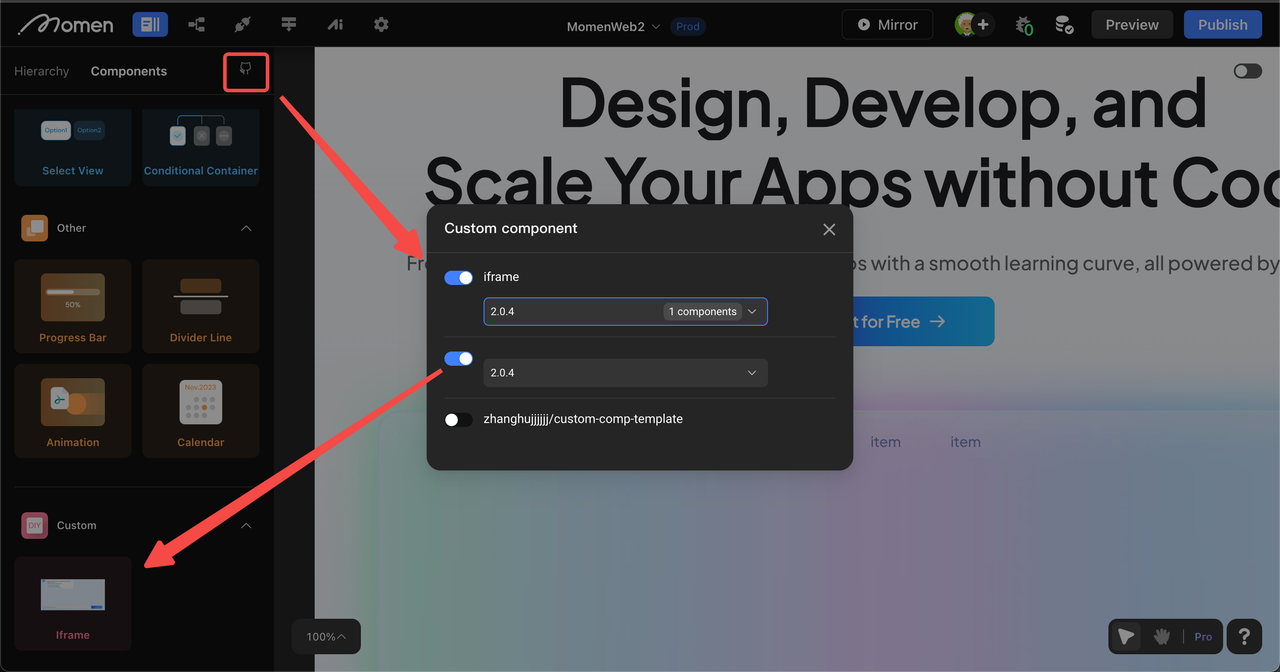 Momen
Ai
MomenWeb2
Prod
Mirror
0
Preview
Publish
Hierarchy
Components
Option1
Option2
Select View
Conditional Container
Other
50%
Progress Bar
Divider Line
Nov,2023
Animation
Calendar
DIY
Custom
Iframe
Design, Develop, and
Scale Your Apps without Co
s with a smooth learning curve, all powered by
t for Free
item
item
Custom component
iframe
2.0.4
1 components
2.0.4
zhanghujjjjjj/custom-comp-template
100%
Pro
?